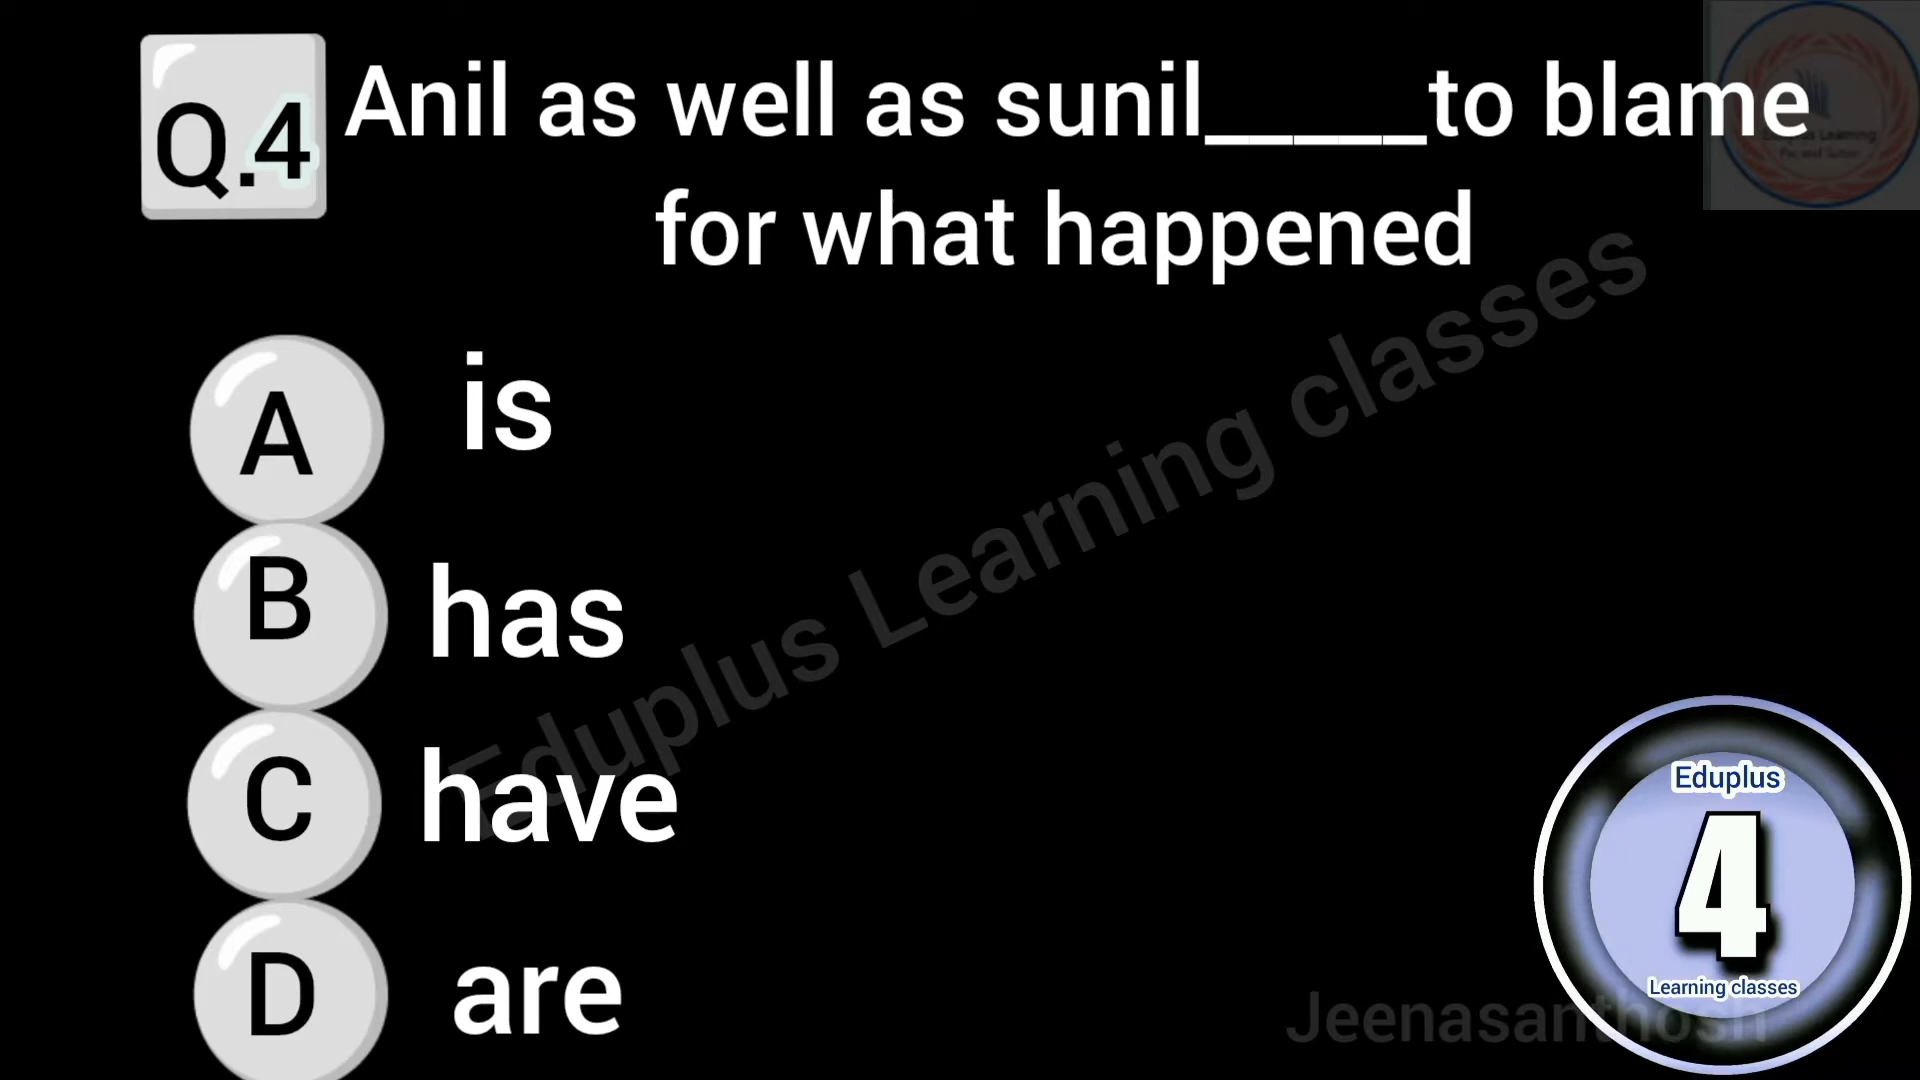 Q.4
Anil as well as sunil_____to blame
for what happened
A is
B has
C have
D are
Eduplus Learning classes
Eduplus
4
Learning classes
Jeenasanthosh